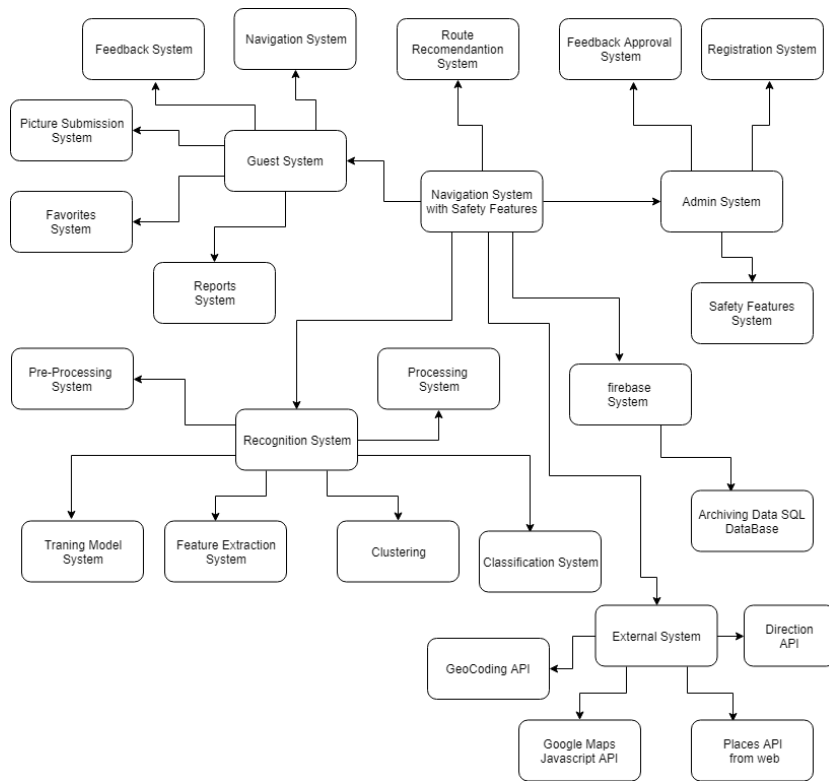 Feedback System
Navigation System
Route
Recomendantion
System
Feedback Approval
System
Registration System
Picture Submission
System
Guest System
Navigation System
with Safety Features
Admin System
Favorites
System
Reports
System
Safety Features
System
Pre-Processing
System
Processing
System
firebase
System
Recognition System
Traning Model
System
Feature Extraction
System
Clustering
Classification System
Archiving Data SQL
DataBase
External System
Direction
API
GeoCoding API
Google Maps
Javascript API
Places API
from web